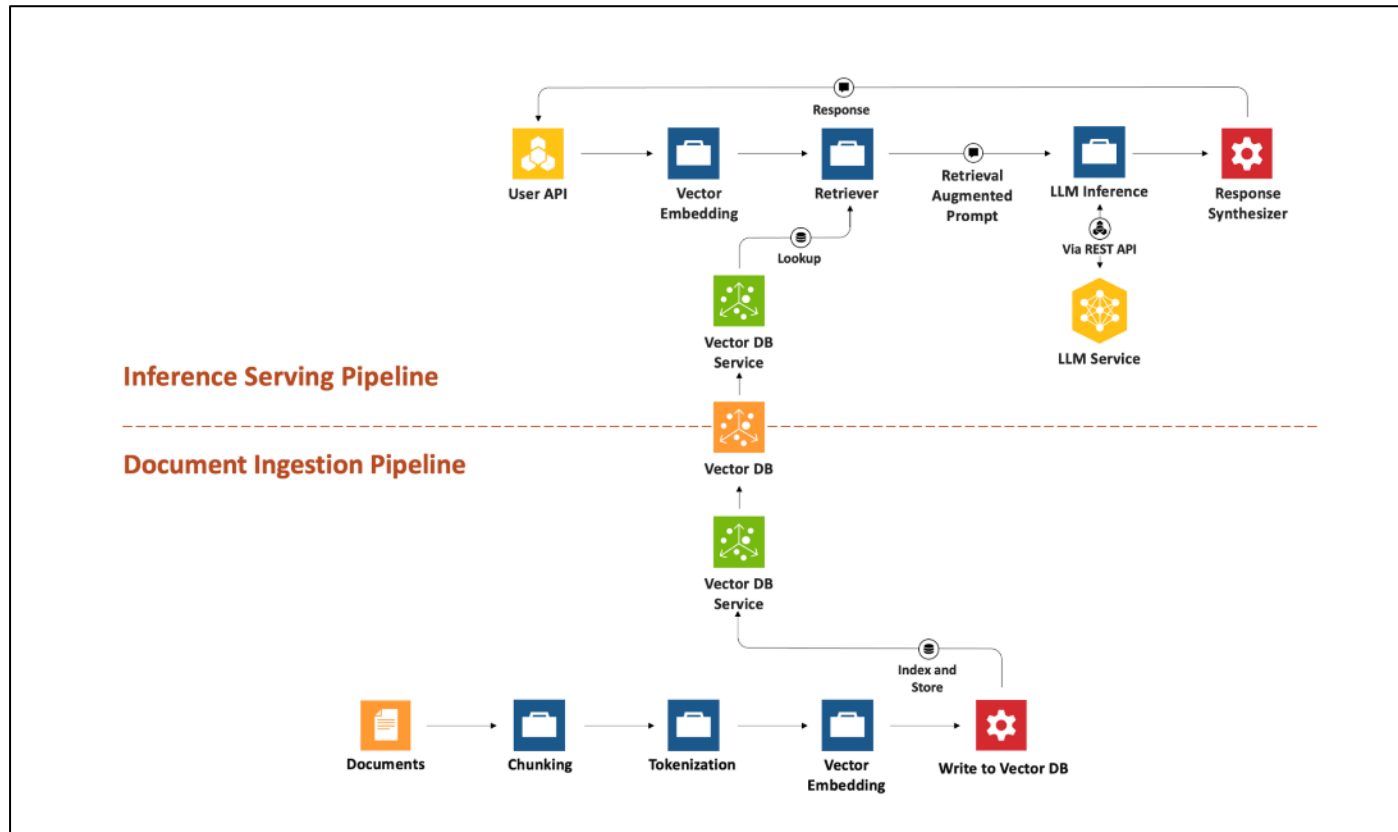 Response
User API
Vector
Embedding
Retriever
Retrieval
Augmented
Prompt
LLM Inference
Response
Synthesizer
Via REST API
Lookup
Vector DB
Service
LLM Service
Inference Serving Pipeline
Document Ingestion Pipeline
Vector DB
Vector DB
Service
Index and
Store
Documents
Chunking
Tokenization
Vector
Embedding
Write to Vector DB